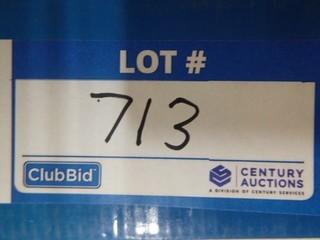 LOT #
713
ClubBid
CENTURY
AUCTIONS
A DIVISION OF CENTURY SERVICES